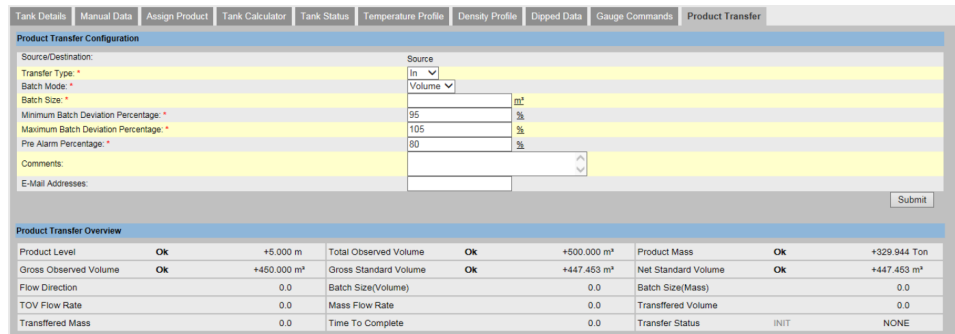 Tank Details Manual Data Assign Product Tank Calculator Tank Status Temperature Profile Density Profile Dipped Data Gauge Commands Product Transfer
Product Transfer Configuration
Source/Destination: Source
Transfer Type: * In
Batch Mode: * Volume
Batch Size: * m³
Minimum Batch Deviation Percentage: * 95 %
Maximum Batch Deviation Percentage: * 105 %
Pre Alarm Percentage: * 80 %
Comments:
E-Mail Addresses:
Submit
Product Transfer Overview
Product Level Ok +5.000 m Total Observed Volume Ok +500.000 m³ Product Mass Ok +329.944 Ton
Gross Observed Volume Ok +450.000 m³ Gross Standard Volume Ok +447.453 m³ Net Standard Volume Ok +447.453 m³
Flow Direction 0.0 Batch Size(Volume) 0.0 Batch Size(Mass) 0.0
TOV Flow Rate 0.0 Mass Flow Rate 0.0 Transffered Volume 0.0
Transffered Mass 0.0 Time To Complete 0.0 Transfer Status INIT NONE